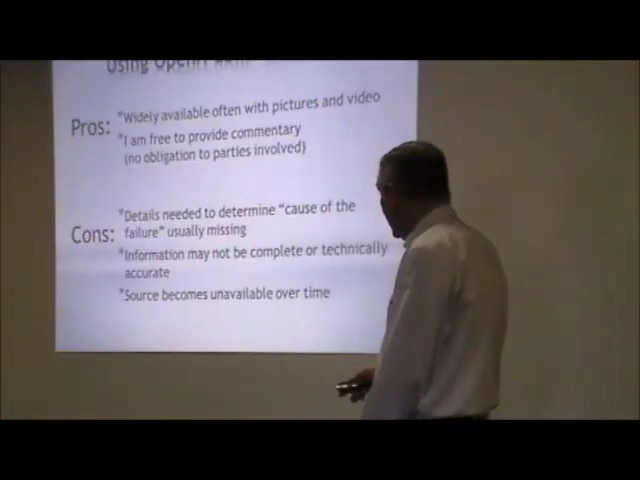 Using
Pros: *Widely available often with pictures and video
*I am free to provide commentary
(no obligation to parties involved)
Cons: *Details needed to determine “cause of the
failure” usually missing
*Information may not be complete or technically
accurate
*Source becomes unavailable over time